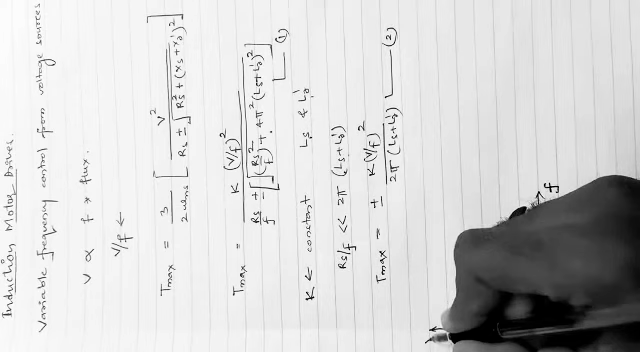 Induction Motor Drives.
Variable frequency control from voltage sources
V ∝ f * flux.
V/f ←
Tmax = 3/2ωms [ V² / Rs ± √Rs² + (Xs + Xr')² ]
Tmax = K (V/f)² / Rs/f ± [ (Rs/f)² + 4π² (Ls+Lr')² ] — (1)
K ← constant Ls & Lr'
Rs/f << 2π (Ls+Lr')
Tmax = ± K(V/f)² / 2π (Ls+Lr') — (2)
f